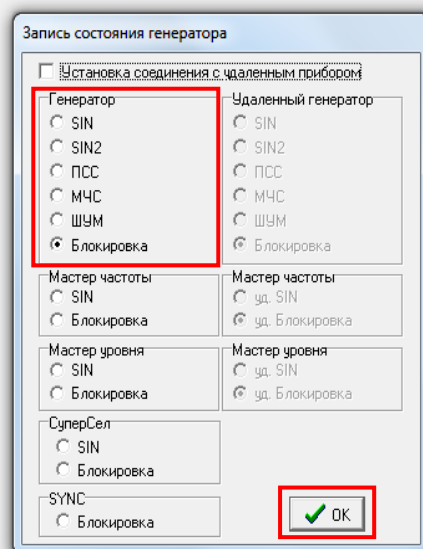 Запись состояния генератора
Установка соединения с удаленным прибором
Генератор
SIN
SIN2
ПСС
МЧС
ШУМ
Блокировка
Удаленный генератор
SIN
SIN2
ПСС
МЧС
ШУМ
Блокировка
Мастер частоты
SIN
Блокировка
Мастер частоты
уд. SIN
уд. Блокировка
Мастер уровня
SIN
Блокировка
Мастер уровня
уд. SIN
уд. Блокировка
СуперСел
SIN
Блокировка
SYNC
Блокировка
OK